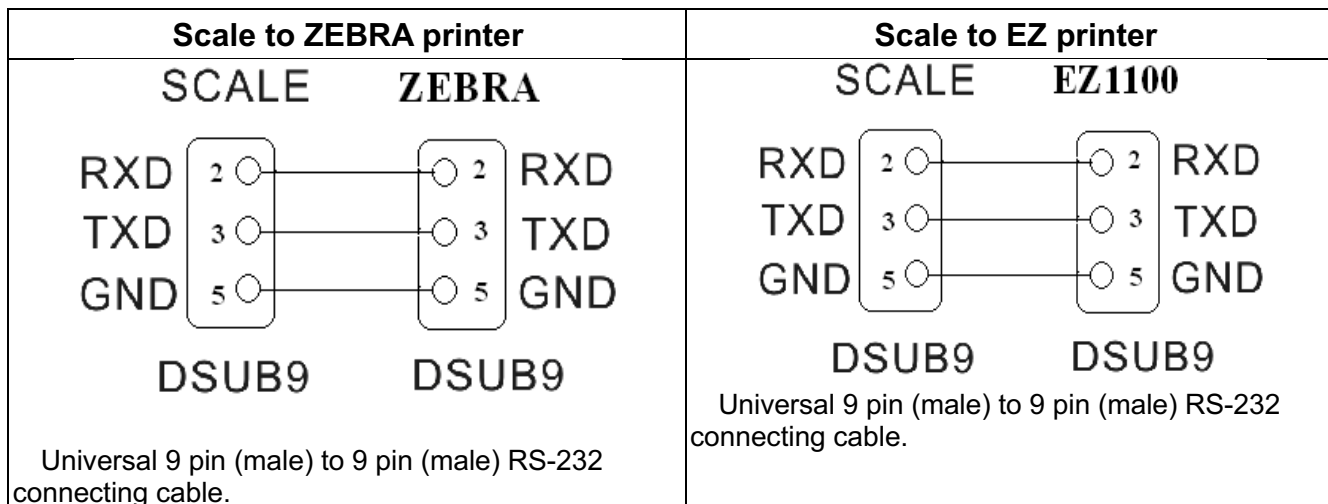 Scale to ZEBRA printer
SCALE ZEBRA
RXD 2 2 RXD
TXD 3 3 TXD
GND 5 5 GND
DSUB9 DSUB9
Universal 9 pin (male) to 9 pin (male) RS-232
connecting cable.
Scale to EZ printer
SCALE EZ1100
RXD 2 2 RXD
TXD 3 3 TXD
GND 5 5 GND
DSUB9 DSUB9
Universal 9 pin (male) to 9 pin (male) RS-232
connecting cable.